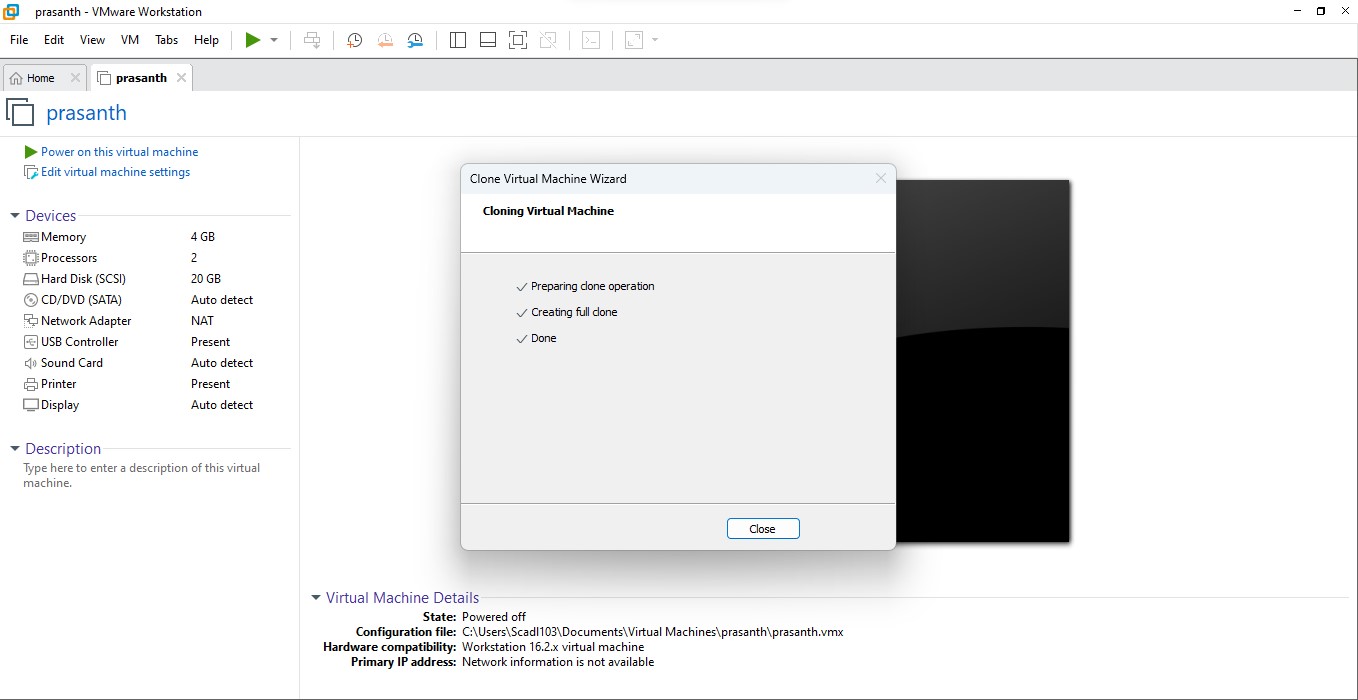 prasanth - VMware Workstation
File Edit View VM Tabs Help
Home prasanth
prasanth
Power on this virtual machine
Edit virtual machine settings
Devices
Memory 4 GB
Processors 2
Hard Disk (SCSI) 20 GB
CD/DVD (SATA) Auto detect
Network Adapter NAT
USB Controller Present
Sound Card Auto detect
Printer Present
Display Auto detect
Description
Type here to enter a description of this virtual
machine.
Clone Virtual Machine Wizard
Cloning Virtual Machine
Preparing clone operation
Creating full clone
Done
Close
Virtual Machine Details
State: Powered off
Configuration file: C:\Users\Scadl103\Documents\Virtual Machines\prasanth\prasanth.vmx
Hardware compatibility: Workstation 16.2.x virtual machine
Primary IP address: Network information is not available